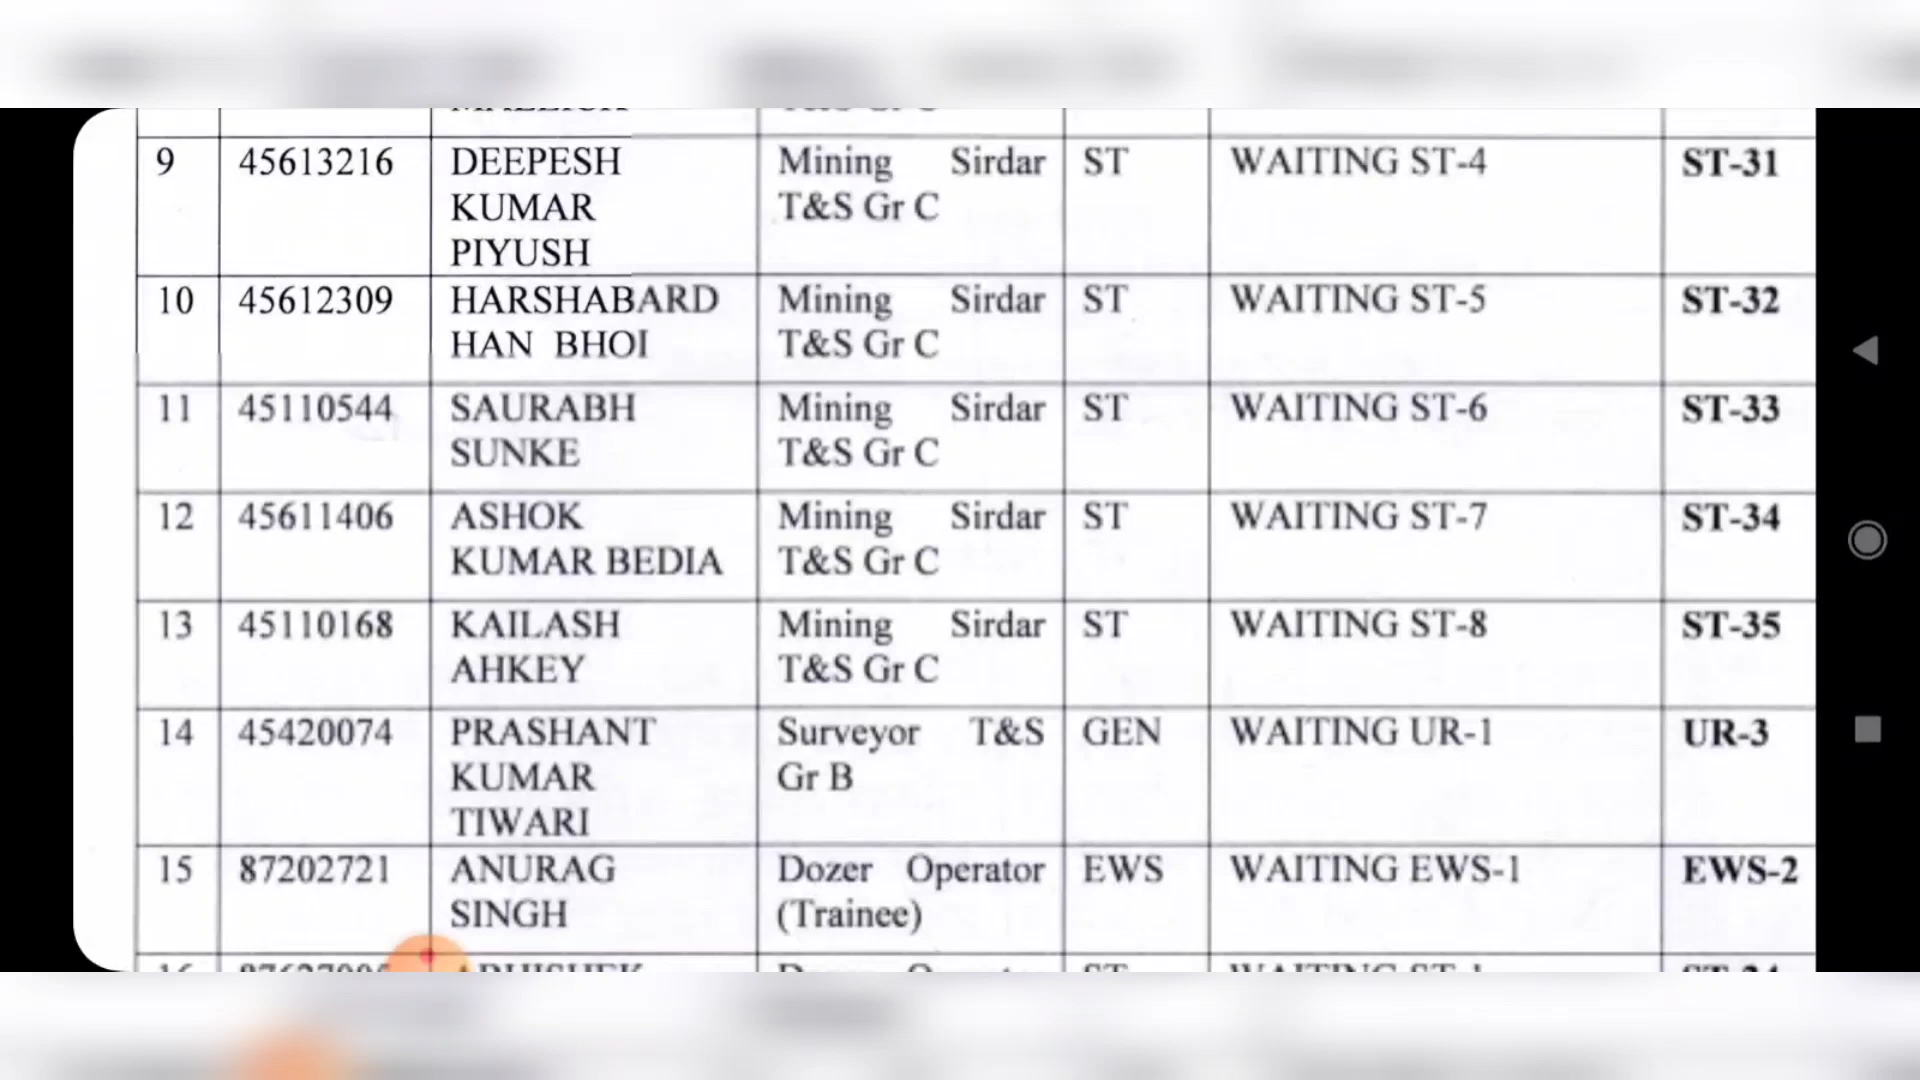 9 45613216 DEEPESH Mining Sirdar ST WAITING ST-4 ST-31
KUMAR T&S Gr C
PIYUSH
10 45612309 HARSHABARD Mining Sirdar ST WAITING ST-5 ST-32
HAN BHOI T&S Gr C
11 45110544 SAURABH Mining Sirdar ST WAITING ST-6 ST-33
SUNKE T&S Gr C
12 45611406 ASHOK Mining Sirdar ST WAITING ST-7 ST-34
KUMAR BEDIA T&S Gr C
13 45110168 KAILASH Mining Sirdar ST WAITING ST-8 ST-35
AHKEY T&S Gr C
14 45420074 PRASHANT Surveyor T&S GEN WAITING UR-1 UR-3
KUMAR Gr B
TIWARI
15 87202721 ANURAG Dozer Operator EWS WAITING EWS-1 EWS-2
SINGH (Trainee)